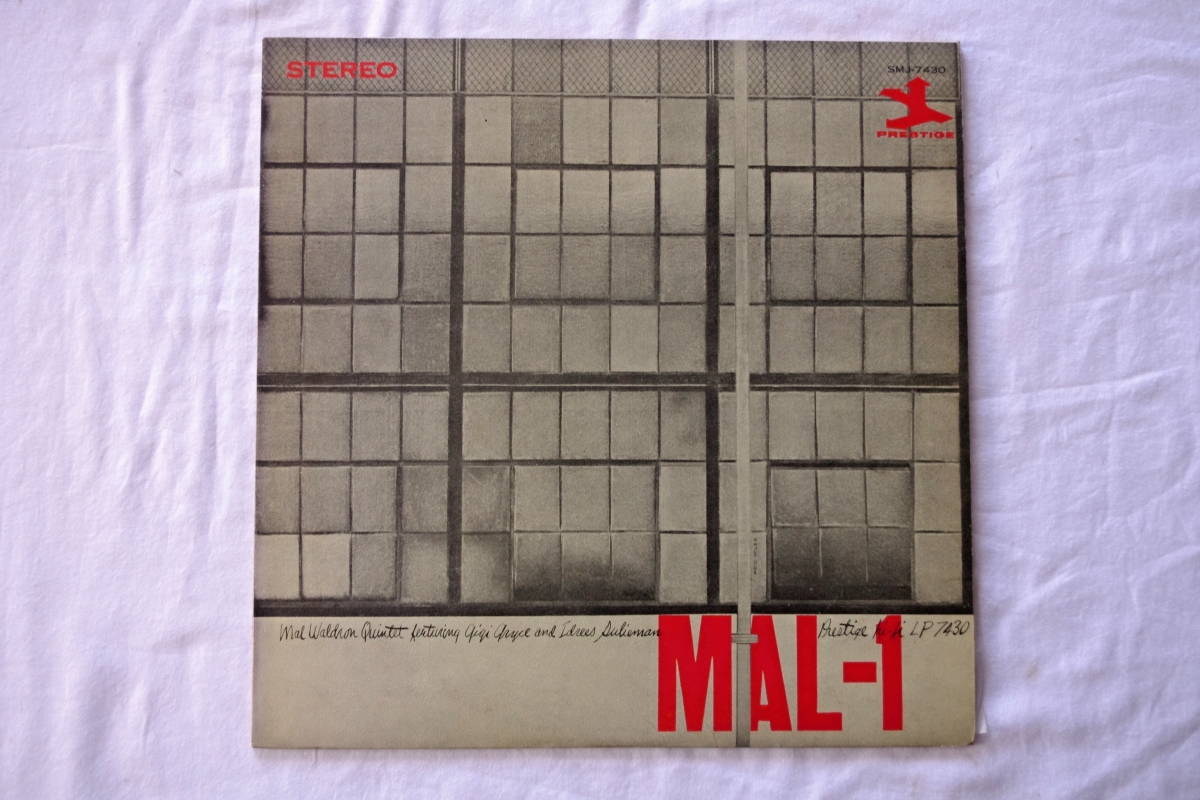 STEREO
SMJ-7430
PRESTIGE
Mal Waldron Quintet featuring Gigi Gryce and Idrees Sulieman
Prestige Hi-Fi LP 7430
MAL-1